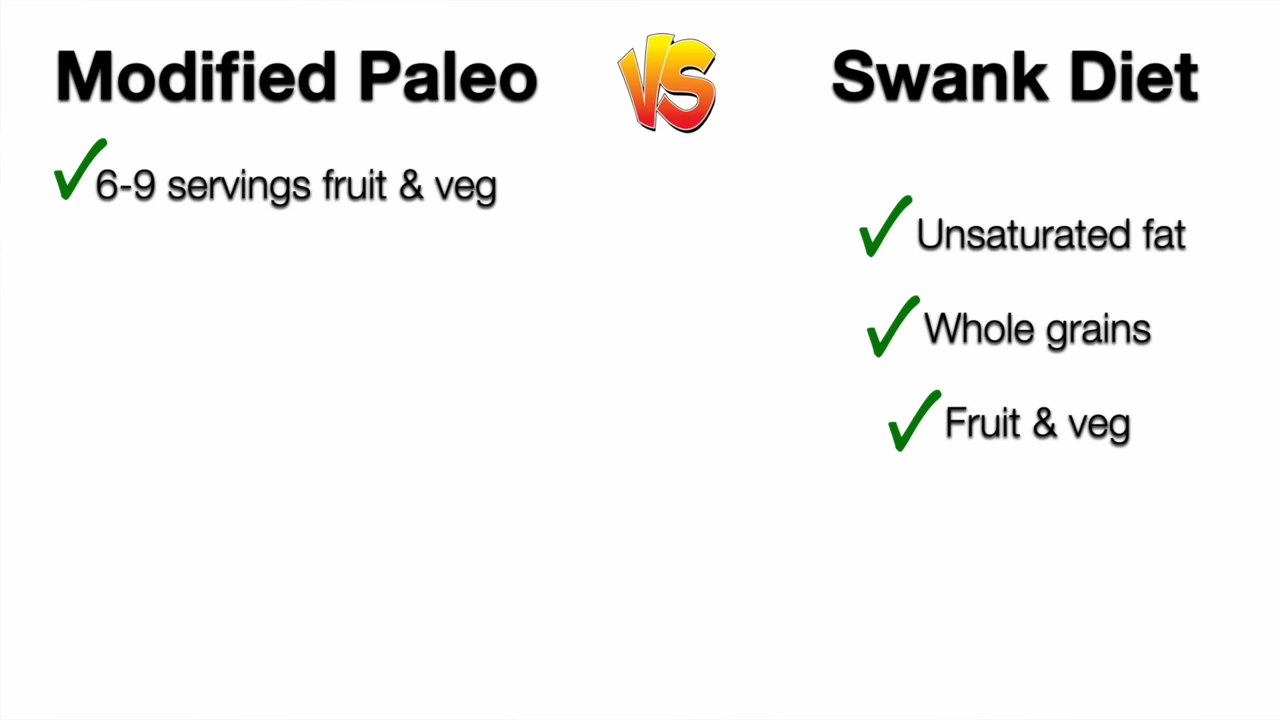 Modified Paleo
VS
Swank Diet
6-9 servings fruit & veg
Unsaturated fat
Whole grains
Fruit & veg